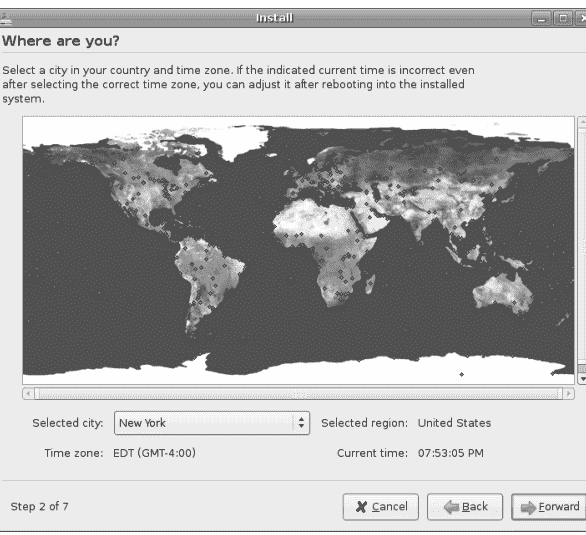 Install
Where are you?
Select a city in your country and time zone. If the indicated current time is incorrect even
after selecting the correct time zone, you can adjust it after rebooting into the installed
system.
Selected city: New York Selected region: United States
Time zone: EDT (GMT-4:00) Current time: 07:53:05 PM
Step 2 of 7 Cancel Back Forward